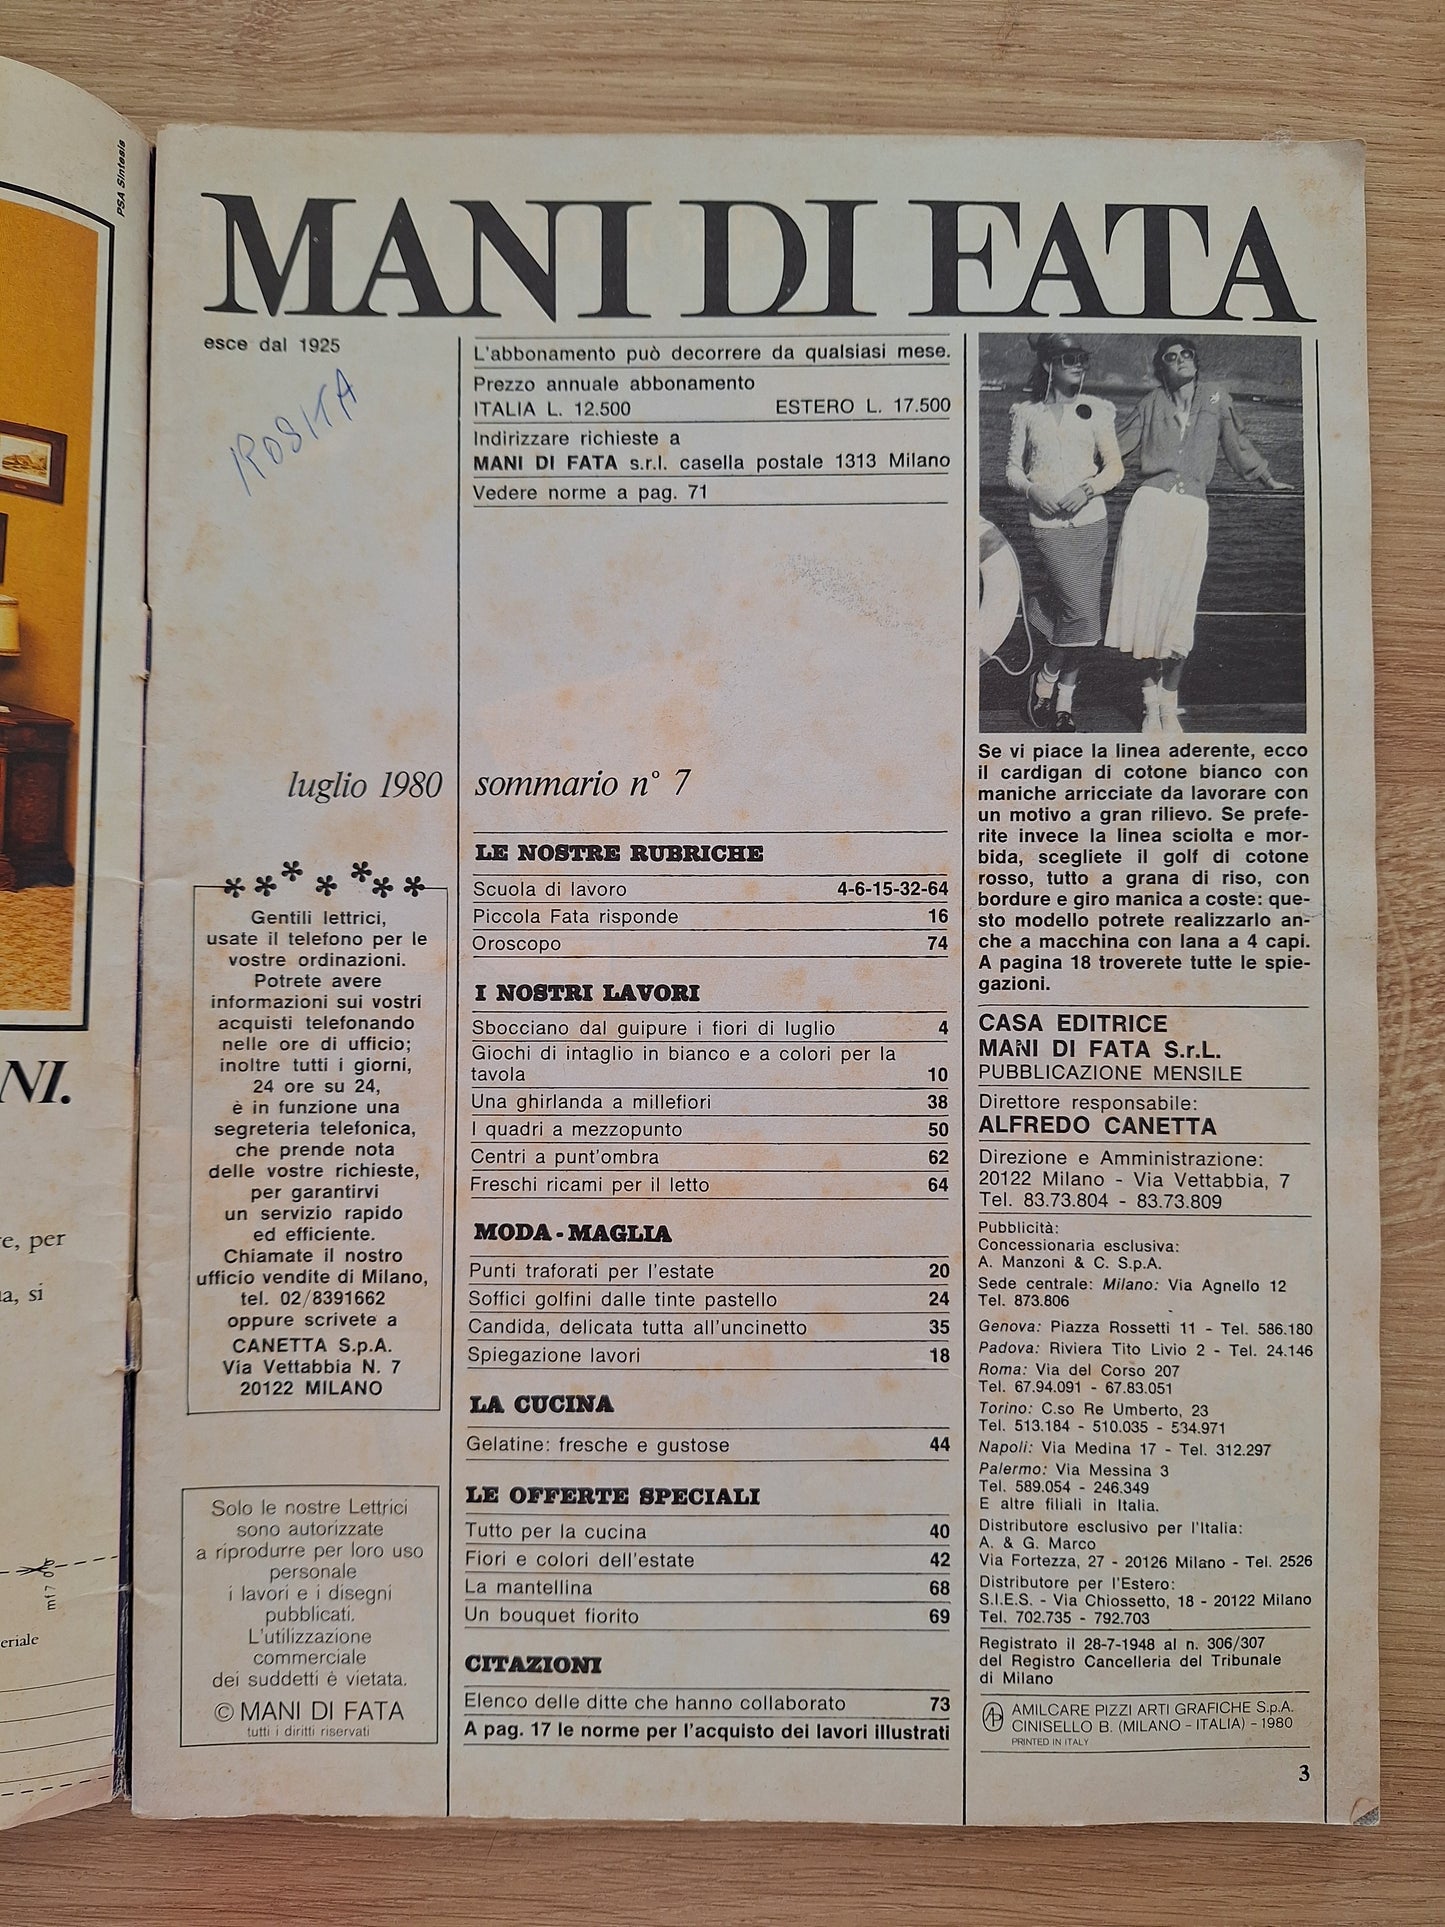 PSA Sintesis
NI.
re, per
ua, si
mf7 06
eriale
MANI DI FATA
esce dal 1925
ROSITA
L'abbonamento può decorrere da qualsiasi mese.
Prezzo annuale abbonamento
ITALIA L. 12.500 ESTERO L. 17.500
Indirizzare richieste a
MANI DI FATA s.r.l. casella postale 1313 Milano
Vedere norme a pag. 71
luglio 1980
sommario n° 7
Gentili lettrici,
usate il telefono per le
vostre ordinazioni.
Potrete avere
informazioni sui vostri
acquisti telefonando
nelle ore di ufficio;
inoltre tutti i giorni,
24 ore su 24,
è in funzione una
segreteria telefonica,
che prende nota
delle vostre richieste,
per garantirvi
un servizio rapido
ed efficiente.
Chiamate il nostro
ufficio vendite di Milano,
tel. 02/8391662
oppure scrivete a
CANETTA S.p.A.
Via Vettabbia N. 7
20122 MILANO
Solo le nostre Lettrici
sono autorizzate
a riprodurre per loro uso
personale
i lavori e i disegni
pubblicati.
L'utilizzazione
commerciale
dei suddetti è vietata.
© MANI DI FATA
tutti i diritti riservati
LE NOSTRE RUBRICHE
Scuola di lavoro 4-6-15-32-64
Piccola Fata risponde 16
Oroscopo 74
I NOSTRI LAVORI
Sbocciano dal guipure i fiori di luglio 4
Giochi di intaglio in bianco e a colori per la
tavola 10
Una ghirlanda a millefiori 38
I quadri a mezzopunto 50
Centri a punt'ombra 62
Freschi ricami per il letto 64
MODA-MAGLIA
Punti traforati per l'estate 20
Soffici golfini dalle tinte pastello 24
Candida, delicata tutta all'uncinetto 35
Spiegazione lavori 18
LA CUCINA
Gelatine: fresche e gustose 44
LE OFFERTE SPECIALI
Tutto per la cucina 40
Fiori e colori dell'estate 42
La mantellina 68
Un bouquet fiorito 69
CITAZIONI
Elenco delle ditte che hanno collaborato 73
A pag. 17 le norme per l'acquisto dei lavori illustrati
Se vi piace la linea aderente, ecco
il cardigan di cotone bianco con
maniche arricciate da lavorare con
un motivo a gran rilievo. Se prefe-
rite invece la linea sciolta e mor-
bida, scegliete il golf di cotone
rosso, tutto a grana di riso, con
bordure e giro manica a coste: que-
sto modello potrete realizzarlo an-
che a macchina con lana a 4 capi.
A pagina 18 troverete tutte le spie-
gazioni.
CASA EDITRICE
MANI DI FATA S.r.L.
PUBBLICAZIONE MENSILE
Direttore responsabile:
ALFREDO CANETTA
Direzione e Amministrazione:
20122 Milano - Via Vettabbia, 7
Tel. 83.73.804 - 83.73.809
Pubblicità:
Concessionaria esclusiva:
A. Manzoni & C. S.p.A.
Sede centrale: Milano: Via Agnello 12
Tel. 873.806
Genova: Piazza Rossetti 11 - Tel. 586.180
Padova: Riviera Tito Livio 2 - Tel. 24.146
Roma: Via del Corso 207
Tel. 67.94.091 - 67.83.051
Torino: C.so Re Umberto, 23
Tel. 513.184 - 510.035 - 534.971
Napoli: Via Medina 17 - Tel. 312.297
Palermo: Via Messina 3
Tel. 589.054 - 246.349
E altre filiali in Italia.
Distributore esclusivo per l'Italia:
A. & G. Marco
Via Fortezza, 27 - 20126 Milano - Tel. 2526
Distributore per l'Estero:
S.I.E.S. - Via Chiossetto, 18 - 20122 Milano
Tel. 702.735 - 792.703
Registrato il 28-7-1948 al n. 306/307
del Registro Cancelleria del Tribunale
di Milano
AMILCARE PIZZI ARTI GRAFICHE S.p.A.
CINISELLO B. (MILANO - ITALIA) - 1980
PRINTED IN ITALY
3